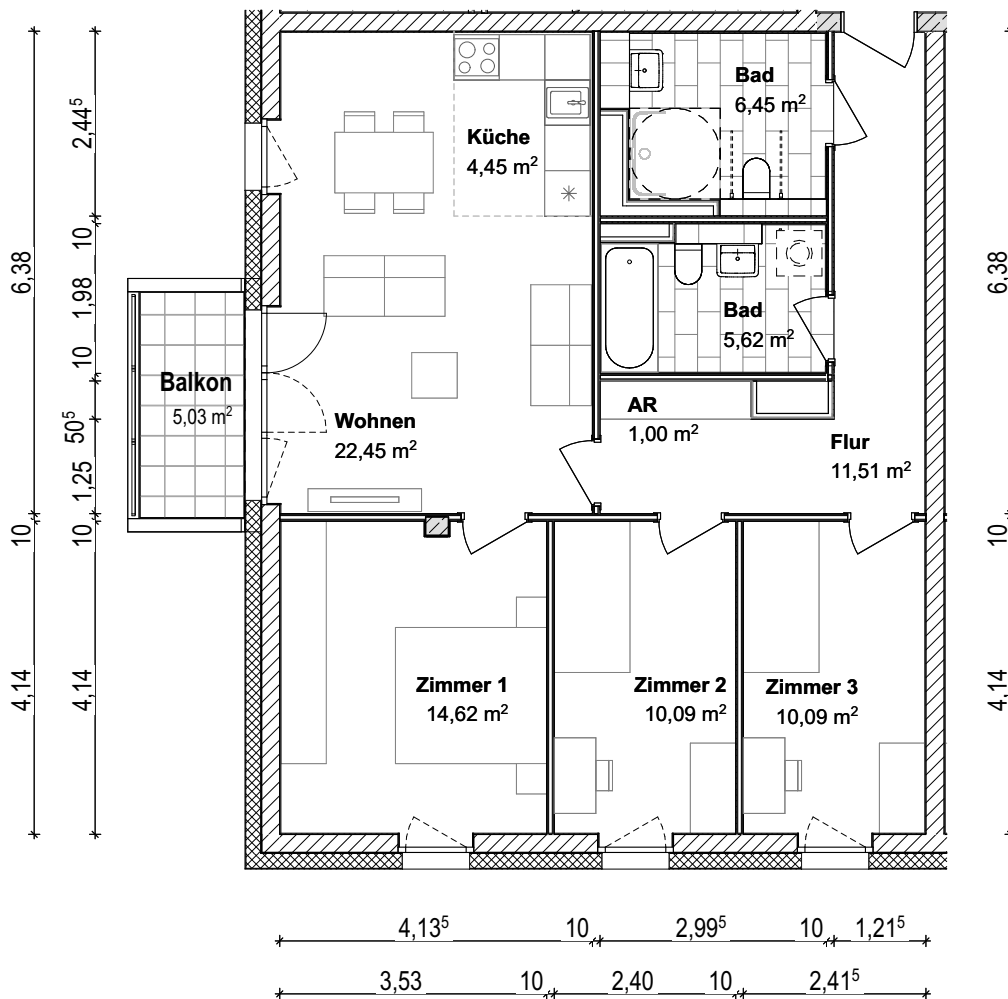 Bad
6,45 m²
Küche
4,45 m²
Bad
5,62 m²
Balkon
5,03 m²
Wohnen
22,45 m²
AR
1,00 m²
Flur
11,51 m²
Zimmer 1
14,62 m²
Zimmer 2
10,09 m²
Zimmer 3
10,09 m²
6,38
10
4,14
2,44⁵
10
1,98
10
50⁵
1,25
10
4,14
6,38
10
4,14
4,13⁵ 10 2,99⁵ 10 1,21⁵
3,53 10 2,40 10 2,41⁵